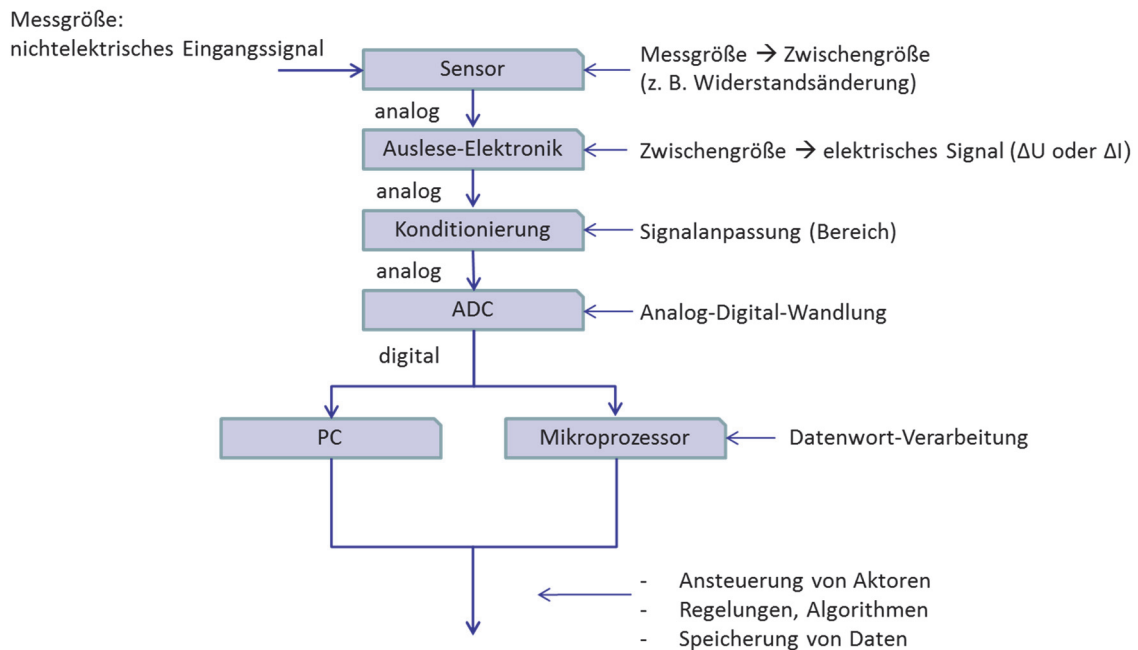 Messgröße:
nichtelektrisches Eingangssignal
Sensor
Messgröße → Zwischengröße
(z. B. Widerstandsänderung)
analog
Auslese-Elektronik
Zwischengröße → elektrisches Signal (ΔU oder ΔI)
analog
Konditionierung
Signalanpassung (Bereich)
analog
ADC
Analog-Digital-Wandlung
digital
PC
Mikroprozessor
Datenwort-Verarbeitung
- Ansteuerung von Aktoren
- Regelungen, Algorithmen
- Speicherung von Daten